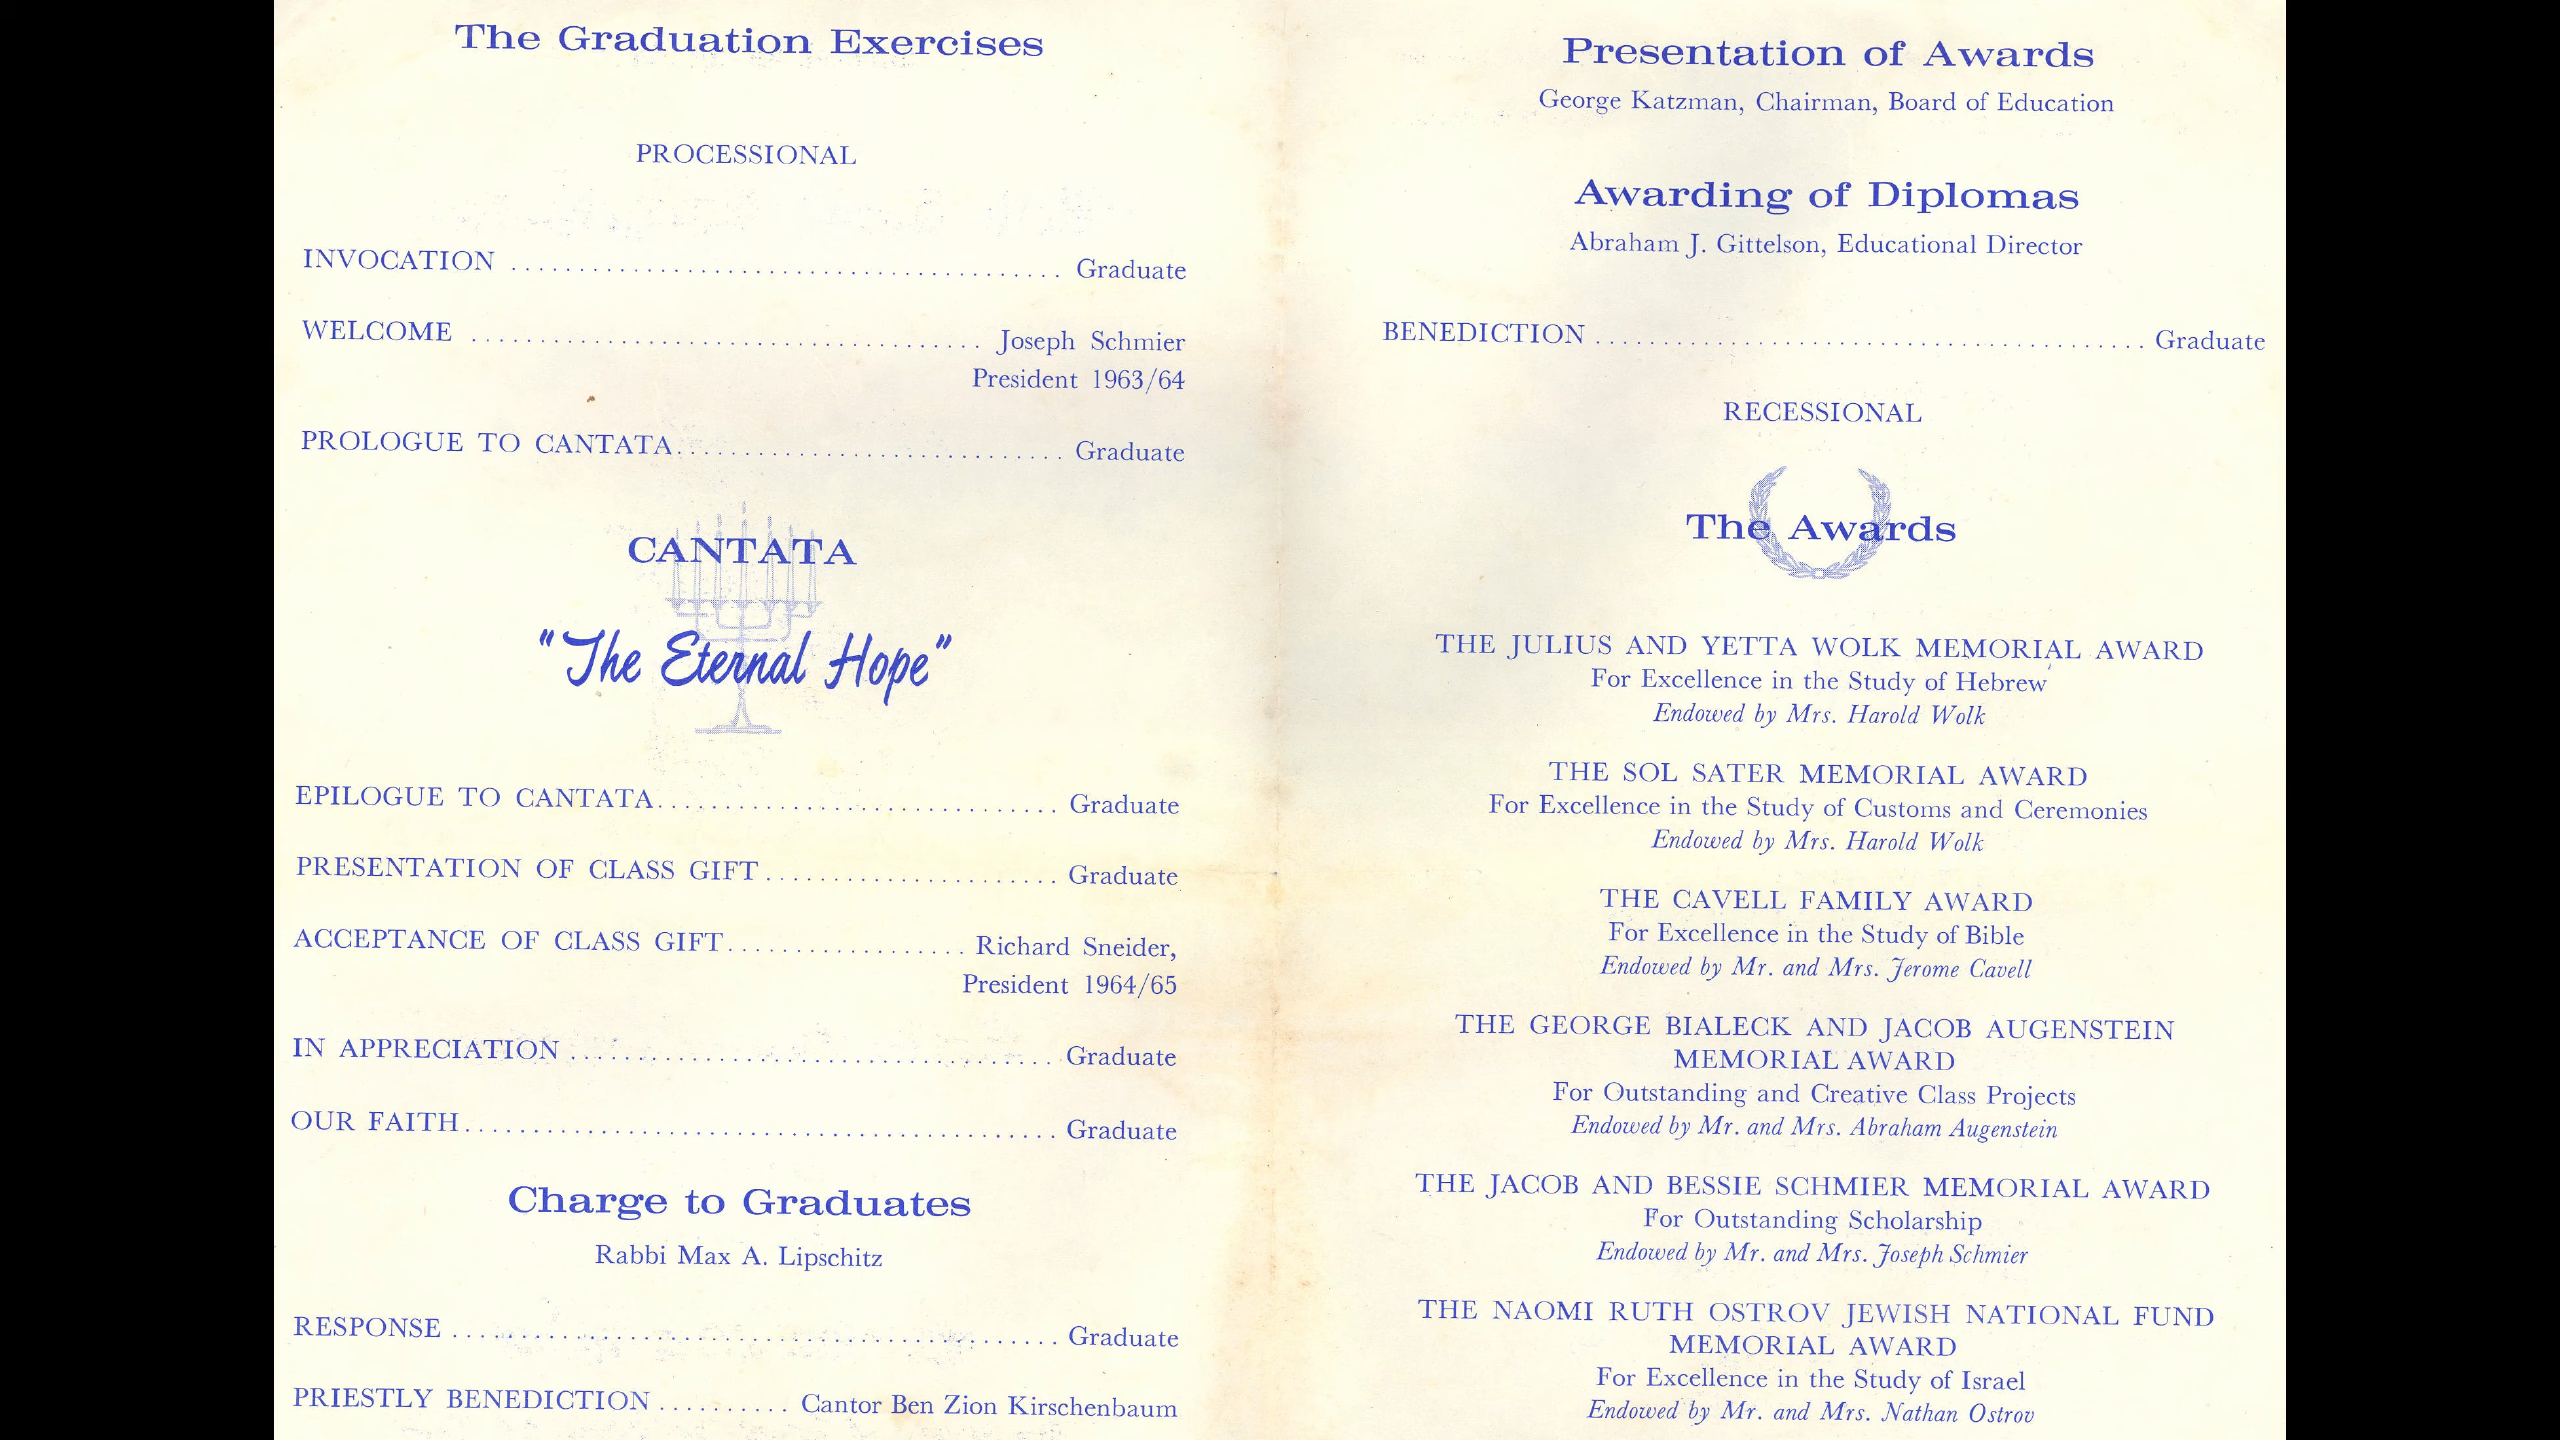 The Graduation Exercises
PROCESSIONAL
INVOCATION ........................................ Graduate
WELCOME ...................................... Joseph Schmier
President 1963/64
PROLOGUE TO CANTATA............................. Graduate
CANTATA
"The Eternal Hope"
EPILOGUE TO CANTATA.............................. Graduate
PRESENTATION OF CLASS GIFT...................... Graduate
ACCEPTANCE OF CLASS GIFT.................. Richard Sneider,
President 1964/65
IN APPRECIATION .................................... Graduate
OUR FAITH............................................ Graduate
Charge to Graduates
Rabbi Max A. Lipschitz
RESPONSE ............................................. Graduate
PRIESTLY BENEDICTION .......... Cantor Ben Zion Kirschenbaum
Presentation of Awards
George Katzman, Chairman, Board of Education
Awarding of Diplomas
Abraham J. Gittelson, Educational Director
BENEDICTION ......................................... Graduate
RECESSIONAL
The Awards
THE JULIUS AND YETTA WOLK MEMORIAL AWARD
For Excellence in the Study of Hebrew
Endowed by Mrs. Harold Wolk
THE SOL SATER MEMORIAL AWARD
For Excellence in the Study of Customs and Ceremonies
Endowed by Mrs. Harold Wolk
THE CAVELL FAMILY AWARD
For Excellence in the Study of Bible
Endowed by Mr. and Mrs. Jerome Cavell
THE GEORGE BIALECK AND JACOB AUGENSTEIN
MEMORIAL AWARD
For Outstanding and Creative Class Projects
Endowed by Mr. and Mrs. Abraham Augenstein
THE JACOB AND BESSIE SCHMIER MEMORIAL AWARD
For Outstanding Scholarship
Endowed by Mr. and Mrs. Joseph Schmier
THE NAOMI RUTH OSTROV JEWISH NATIONAL FUND
MEMORIAL AWARD
For Excellence in the Study of Israel
Endowed by Mr. and Mrs. Nathan Ostrov